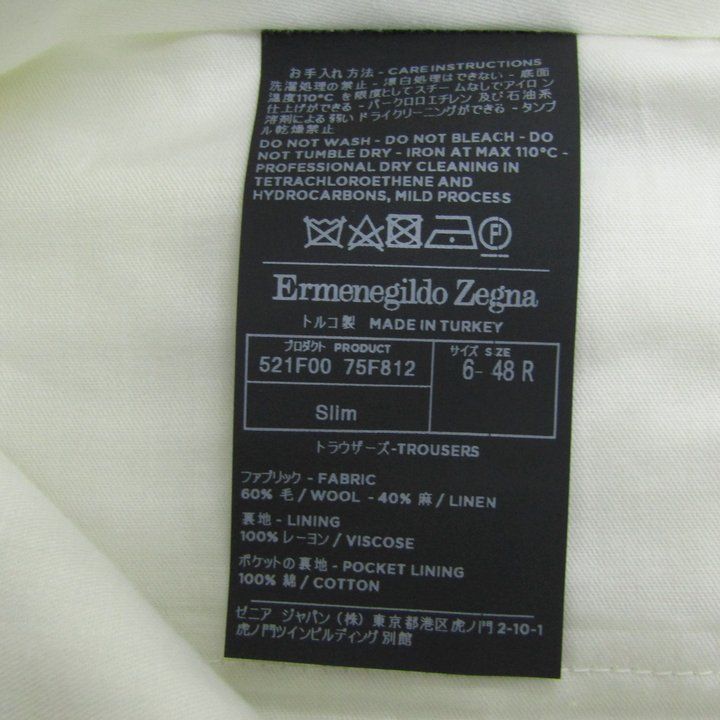 お手入れ方法 - CARE INSTRUCTIONS
洗濯処理の禁止 - 漂白処理はできない - 底面
温度110℃ を限度としてスチームなしでアイロン
仕上げができる - パークロロエチレン 及び石油系
溶剤による弱い ドライクリーニングができる - タンブ
ル乾燥禁止
DO NOT WASH - DO NOT BLEACH - DO
NOT TUMBLE DRY - IRON AT MAX 110°C -
PROFESSIONAL DRY CLEANING IN
TETRACHLOROETHENE AND
HYDROCARBONS, MILD PROCESS
P
Ermenegildo Zegna
トルコ製 MADE IN TURKEY
プロダクト PRODUCT
521F00 75F812
サイズ SIZE
6- 48 R
Slim
トラウザーズ-TROUSERS
ファブリック - FABRIC
60% 毛 / WOOL - 40% 麻 / LINEN
裏地 - LINING
100% レーヨン / VISCOSE
ポケットの裏地 - POCKET LINING
100% 綿 / COTTON
ゼニア ジャパン (株) 東京都港区虎ノ門 2-10-1
虎ノ門ツインビルディング 別館